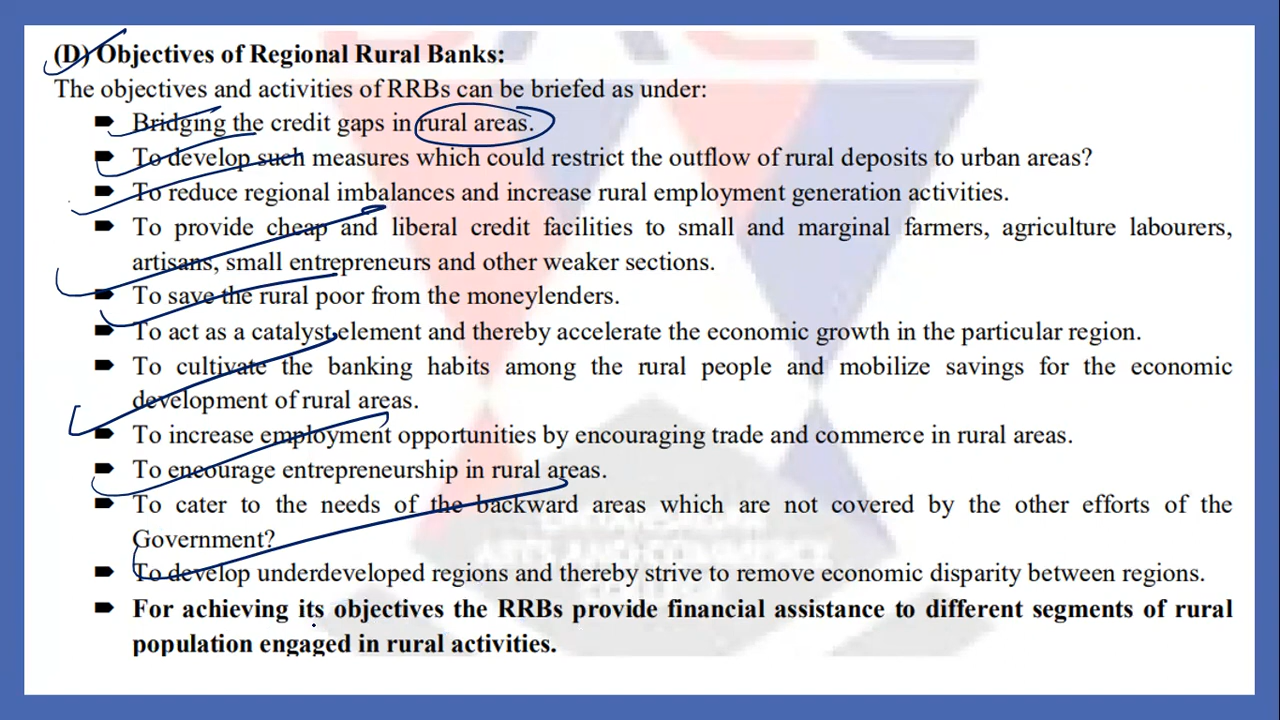 (D) Objectives of Regional Rural Banks:
The objectives and activities of RRBs can be briefed as under:
Bridging the credit gaps in rural areas.
To develop such measures which could restrict the outflow of rural deposits to urban areas?
To reduce regional imbalances and increase rural employment generation activities.
To provide cheap and liberal credit facilities to small and marginal farmers, agriculture labourers,
artisans, small entrepreneurs and other weaker sections.
To save the rural poor from the moneylenders.
To act as a catalyst element and thereby accelerate the economic growth in the particular region.
To cultivate the banking habits among the rural people and mobilize savings for the economic
development of rural areas.
To increase employment opportunities by encouraging trade and commerce in rural areas.
To encourage entrepreneurship in rural areas.
To cater to the needs of the backward areas which are not covered by the other efforts of the
Government?
To develop underdeveloped regions and thereby strive to remove economic disparity between regions.
For achieving its objectives the RRBs provide financial assistance to different segments of rural
population engaged in rural activities.